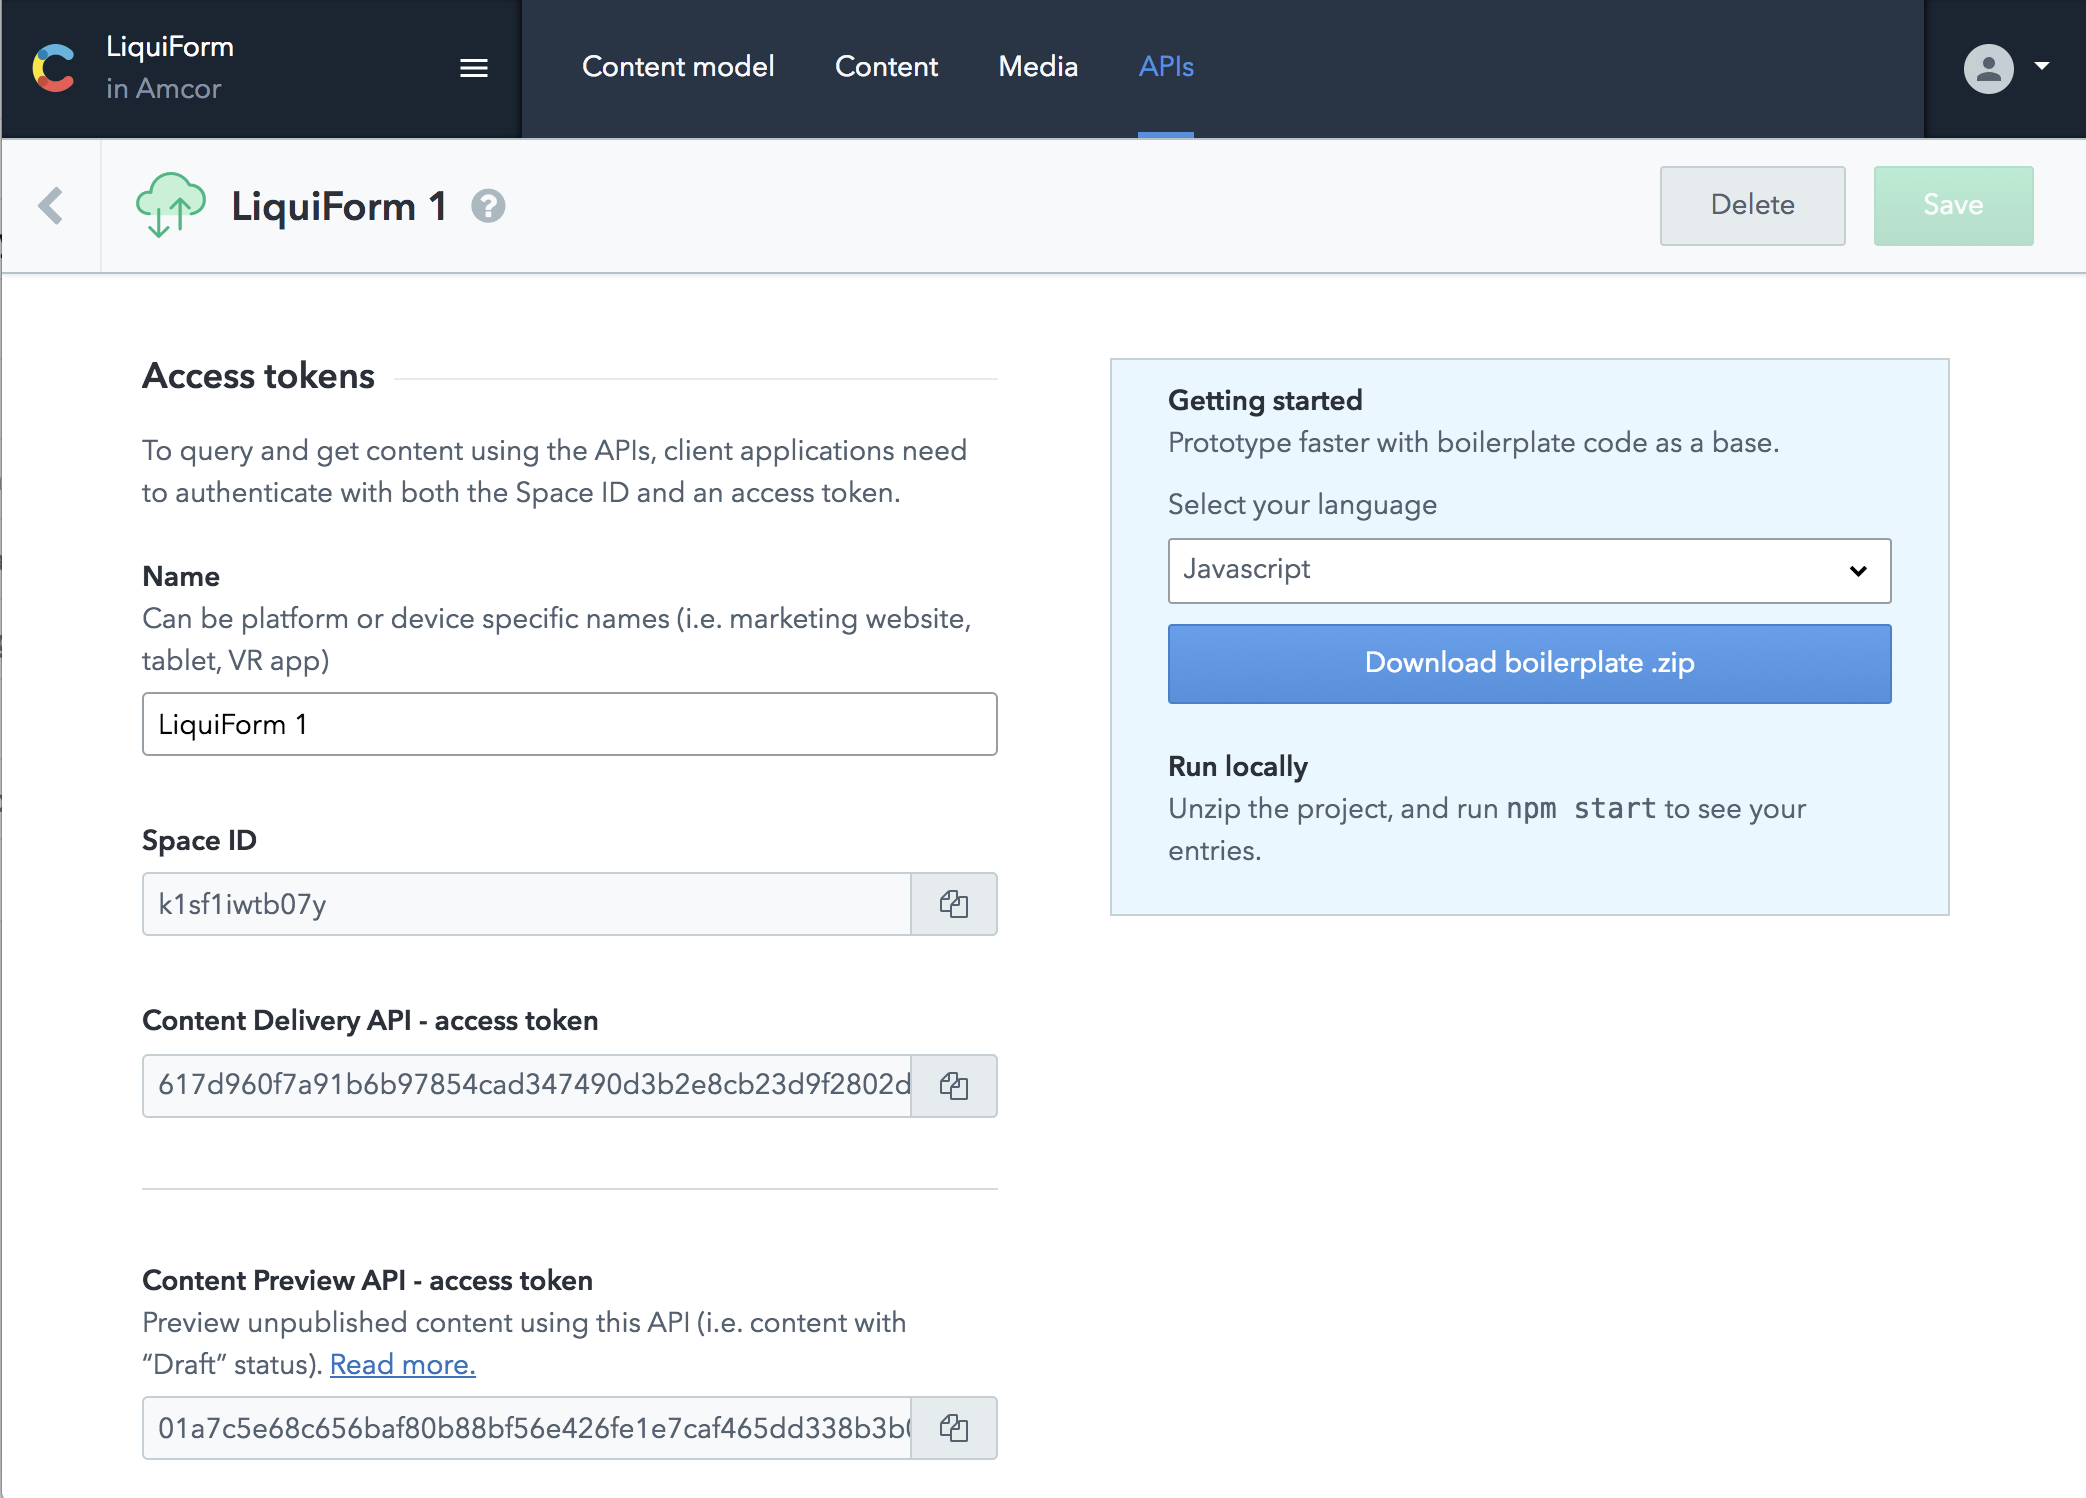 LiquiForm
in Amcor
Content model
Content
Media
APIs
LiquiForm 1
?
Delete
Save
Access tokens
To query and get content using the APIs, client applications need
to authenticate with both the Space ID and an access token.
Name
Can be platform or device specific names (i.e. marketing website,
tablet, VR app)
LiquiForm 1
Space ID
k1sf1iwtb07y
Content Delivery API - access token
617d960f7a91b6b97854cad347490d3b2e8cb23d9f2802d
Content Preview API - access token
Preview unpublished content using this API (i.e. content with
“Draft” status). Read more.
01a7c5e68c656baf80b88bf56e426fe1e7caf465dd338b3b0
Getting started
Prototype faster with boilerplate code as a base.
Select your language
Javascript
Download boilerplate .zip
Run locally
Unzip the project, and run npm start to see your
entries.